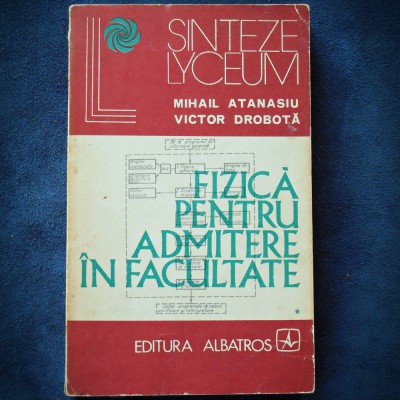 SINTEZE
LYCEUM
MIHAIL ATANASIU
VICTOR DROBOTĂ
FIZICĂ
PENTRU
ADMITERE
ÎN FACULTATE
*
EDITURA ALBATROS